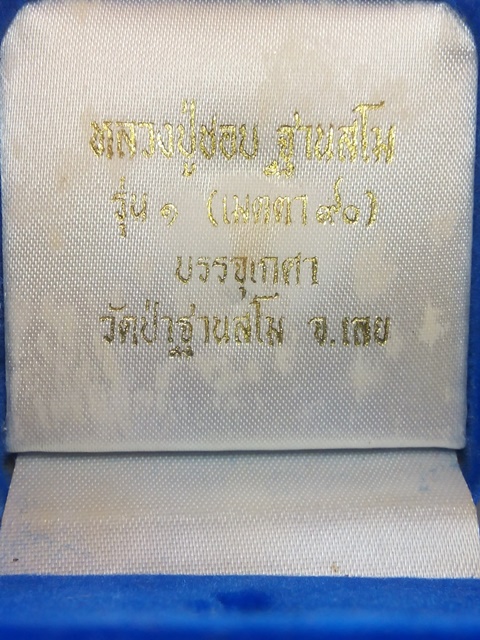 หลวงปู่ชอบ ฐานสโม
รุ่น ๑ (เมตตา ๙๐)
บรรจุเกศา
วัดป่าฐานสโม จ.เลย